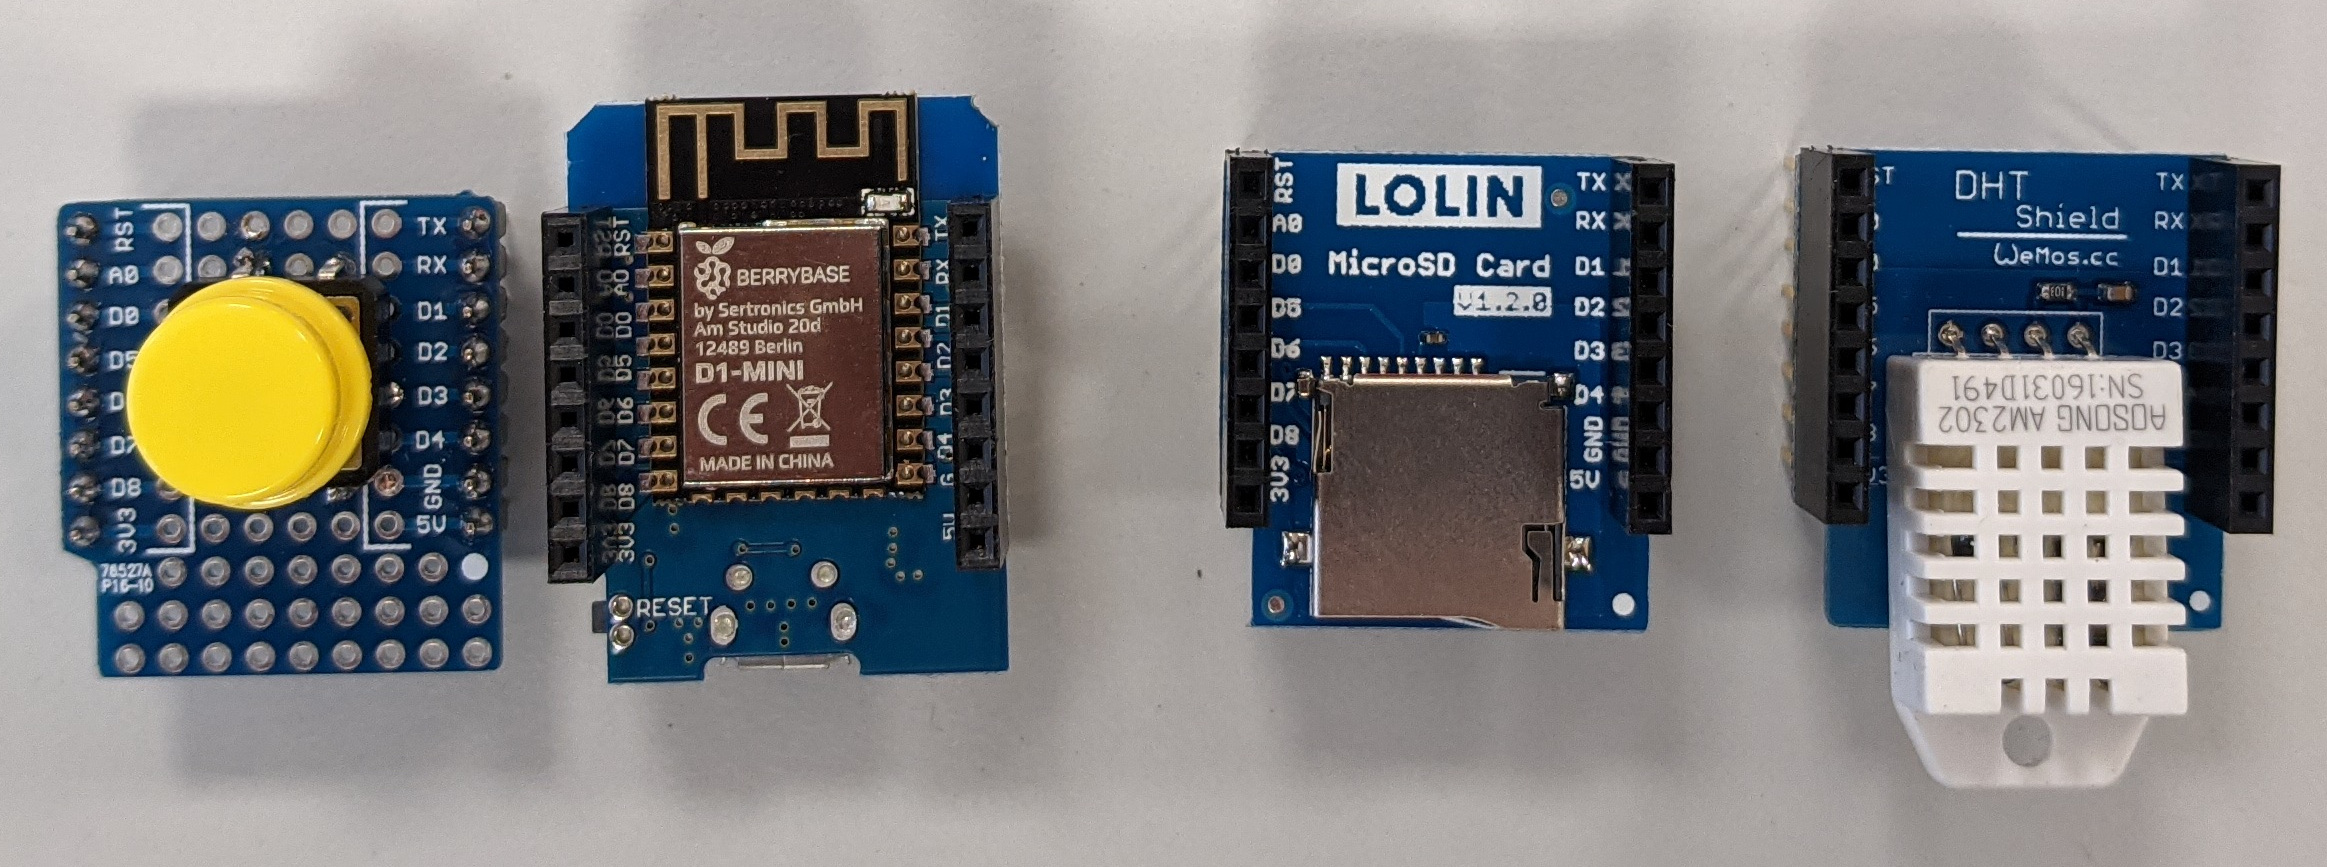 RST
A0
D0
D5
D7
D8
3V3
TX
RX
D1
D2
D3
D4
GND
5V
78527A
P16-10
RST
A0
D0
D5
D6
D7
D8
3V3
BERRYBASE
by Sertronics GmbH
Am Studio 20d
12489 Berlin
D1-MINI
CE
MADE IN CHINA
TX
RX
D1
D2
D3
D4
G
5V
RESET
RST
A0
D0
D5
D6
D7
D8
3V3
LOLIN
MicroSD Card
v1.2.0
TX
RX
D1
D2
D3
D4
GND
5V
DHT
Shield
WeMos.cc
103
TX
RX
D1
D2
D3
AOSONG AM2302
SN:16031D491